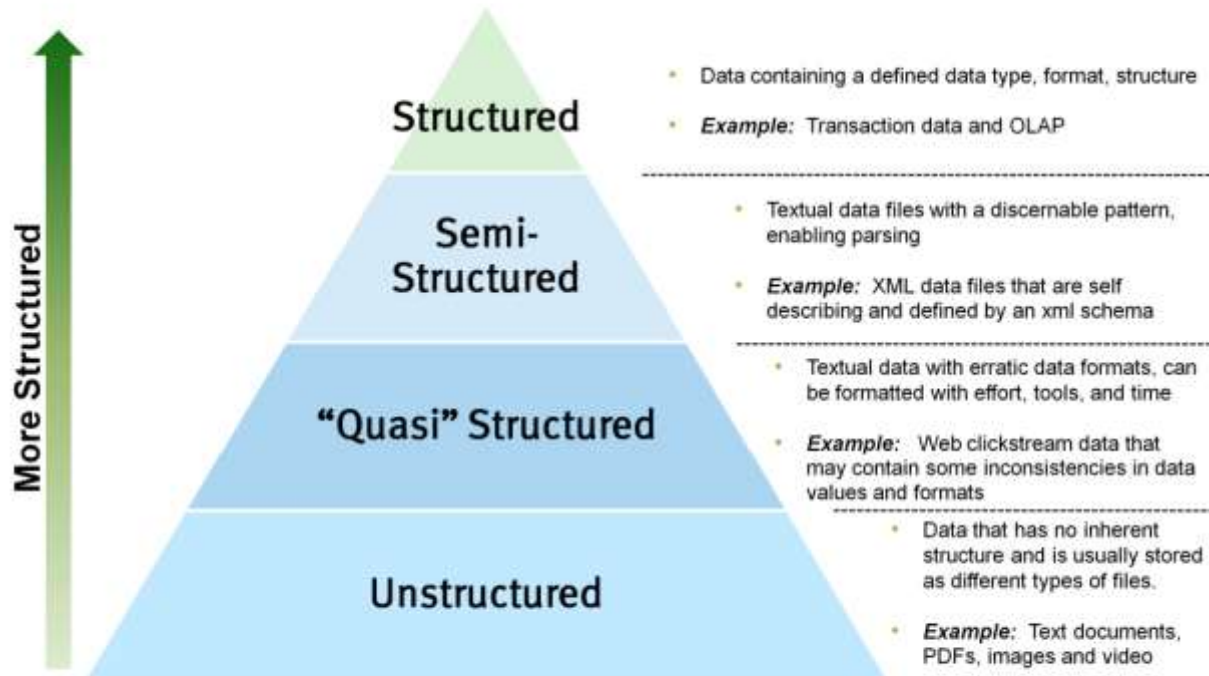 More Structured
Structured
• Data containing a defined data type, format, structure
• Example: Transaction data and OLAP
Semi-
Structured
• Textual data files with a discernable pattern,
enabling parsing
• Example: XML data files that are self
describing and defined by an xml schema
“Quasi” Structured
• Textual data with erratic data formats, can
be formatted with effort, tools, and time
• Example: Web clickstream data that
may contain some inconsistencies in data
values and formats
Unstructured
• Data that has no inherent
structure and is usually stored
as different types of files.
• Example: Text documents,
PDFs, images and video